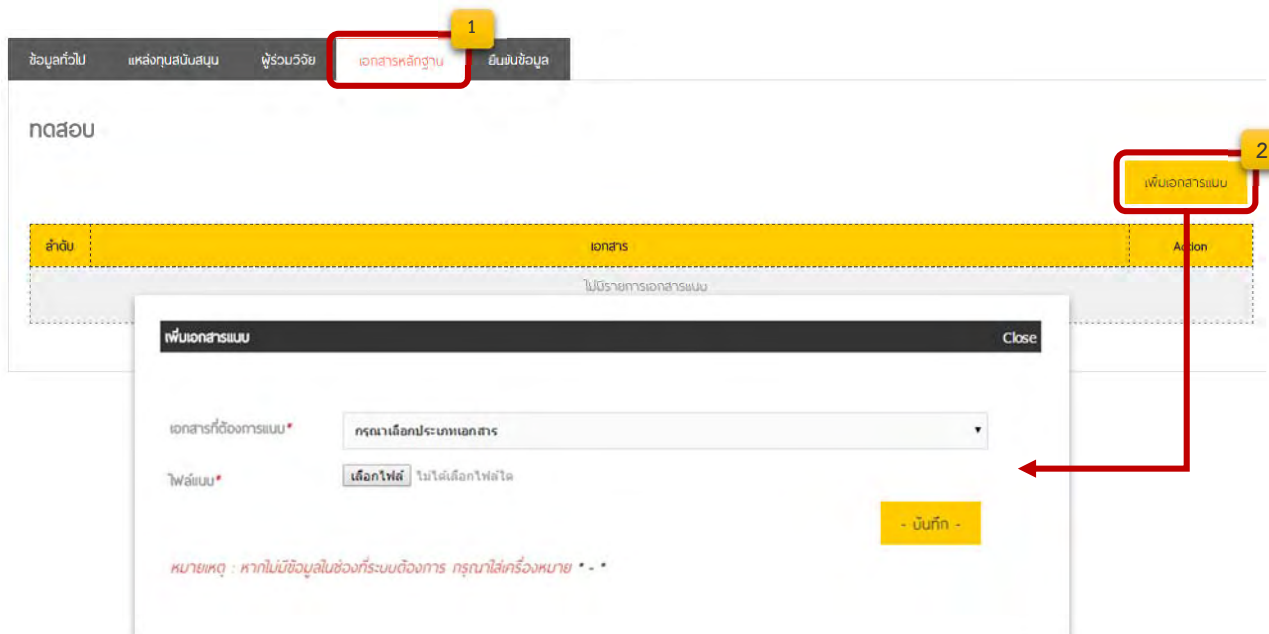 1
ข้อมูลทั่วไป แหล่งทุนสนับสนุน ผู้ร่วมวิจัย เอกสารหลักฐาน ยืนยันข้อมูล
ทดสอบ
2
เพิ่มเอกสารแนบ
ลำดับ เอกสาร Action
ไม่มีรายการเอกสารแนบ
เพิ่มเอกสารแนบ Close
เอกสารที่ต้องการแนบ* กรุณาเลือกประเภทเอกสาร
ไฟล์แนบ* เลือกไฟล์ ไม่ได้เลือกไฟล์ใด
- บันทึก -
หมายเหตุ : หากไม่มีข้อมูลในช่องที่ระบบต้องการ กรุณาใส่เครื่องหมาย " - "